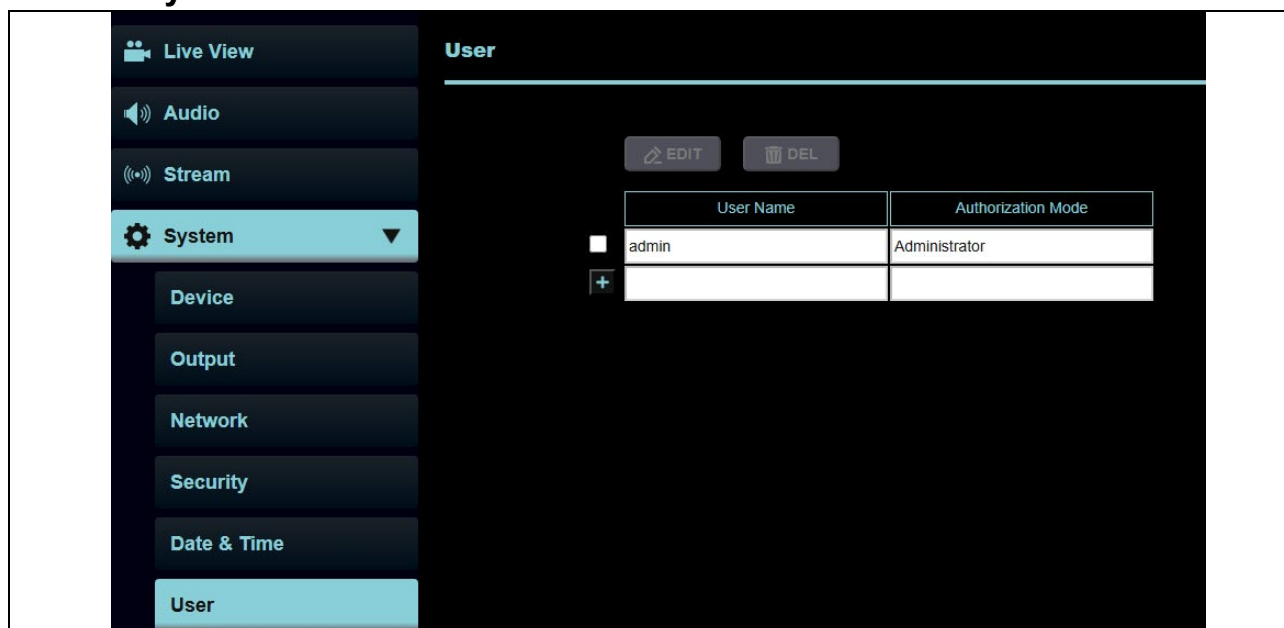 Live View
Audio
Stream
System
Device
Output
Network
Security
Date & Time
User
User
EDIT DEL
User Name Authorization Mode
admin Administrator
+